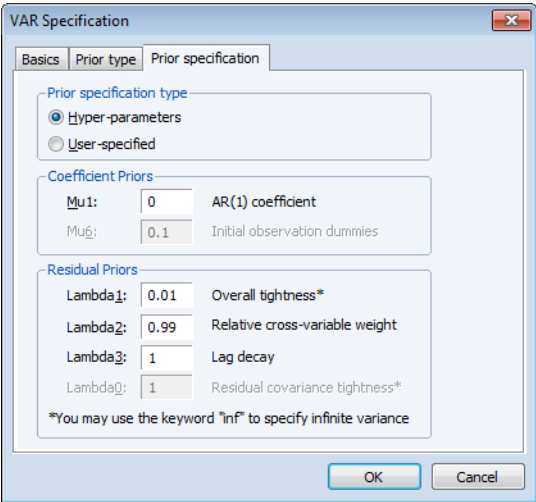 VAR Specification
Basics Prior type Prior specification
Prior specification type
Hyper-parameters
User-specified
Coefficient Priors
Mu1: 0 AR(1) coefficient
Mu6: 0.1 Initial observation dummies
Residual Priors
Lambda1: 0.01 Overall tightness*
Lambda2: 0.99 Relative cross-variable weight
Lambda3: 1 Lag decay
Lambda0: 1 Residual covariance tightness*
*You may use the keyword "inf" to specify infinite variance
OK Cancel